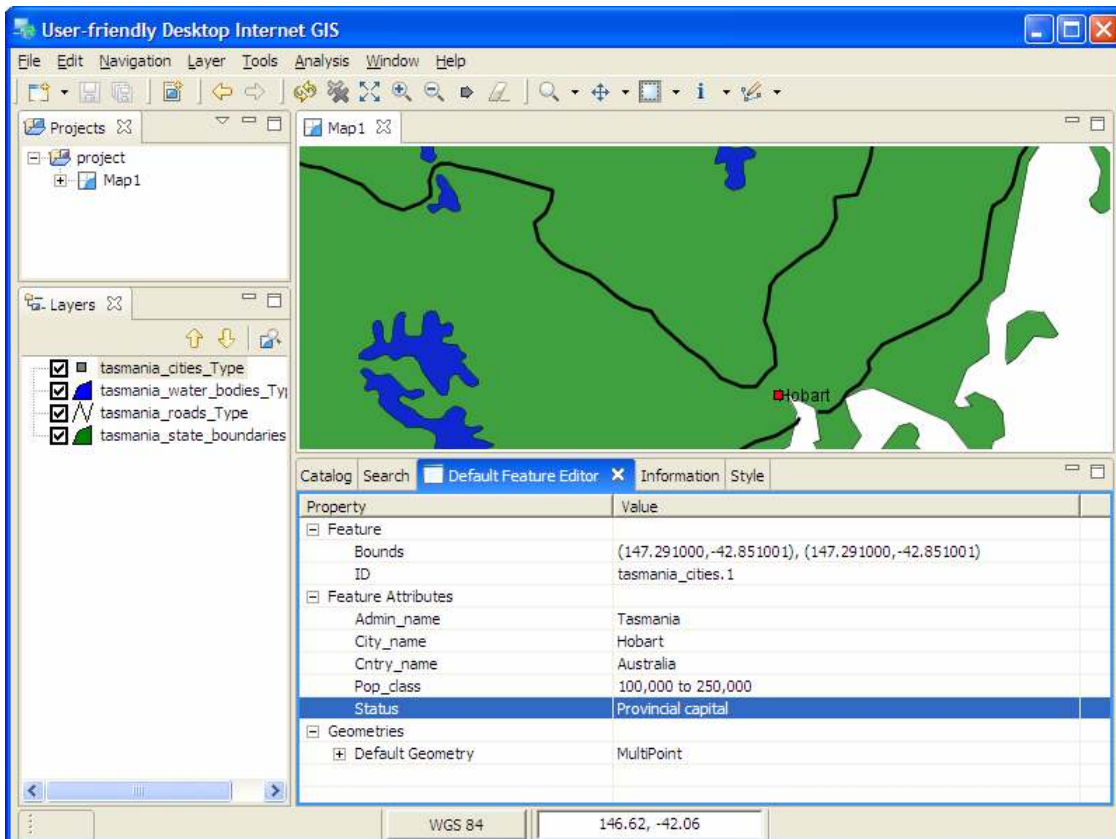 User-friendly Desktop Internet GIS
File Edit Navigation Layer Tools Analysis Window Help
Projects
project
Map1
Layers
tasmania_cities_Type
tasmania_water_bodies_Ty
tasmania_roads_Type
tasmania_state_boundaries
Map1
Hobart
Catalog Search Default Feature Editor Information Style
Property Value
Feature
Bounds (147.291000,-42.851001), (147.291000,-42.851001)
ID tasmania_cities.1
Feature Attributes
Admin_name Tasmania
City_name Hobart
Cntry_name Australia
Pop_class 100,000 to 250,000
Status Provincial capital
Geometries
Default Geometry MultiPoint
WGS 84 146.62, -42.06